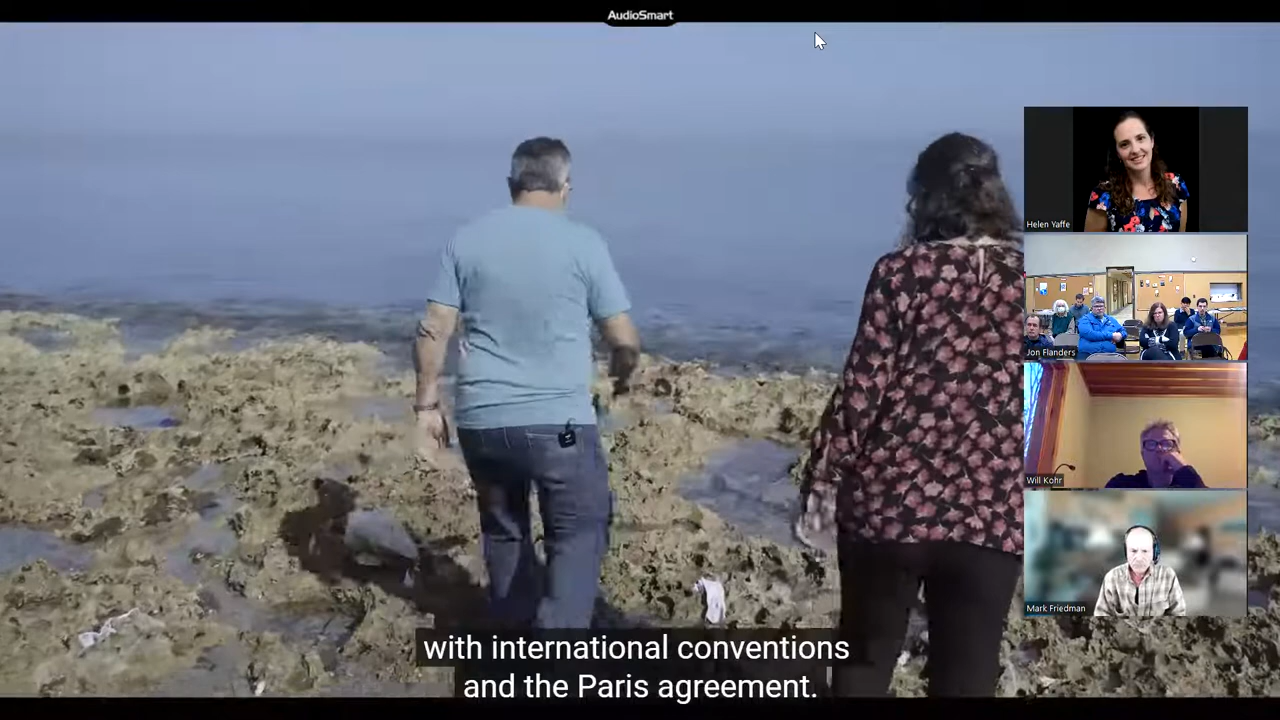 AudioSmart
Helen Yaffe
Jon Flanders
Will Kohr
Mark Friedman
with international conventions
and the Paris agreement.